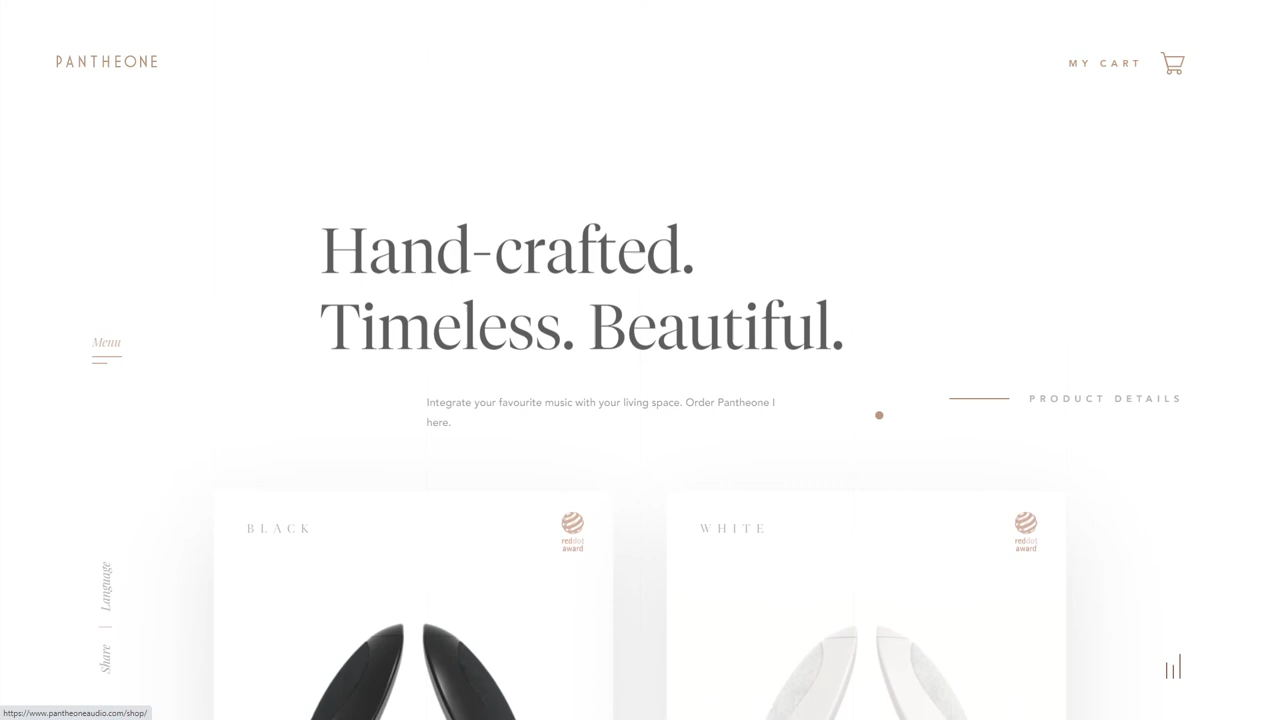 PANTHEONE
MY CART
Hand-crafted.
Timeless. Beautiful.
Menu
Integrate your favourite music with your living space. Order Pantheone I
here.
PRODUCT DETAILS
BLACK
reddot
award
WHITE
reddot
award
Language
Share
https://www.pantheoneaudio.com/shop/